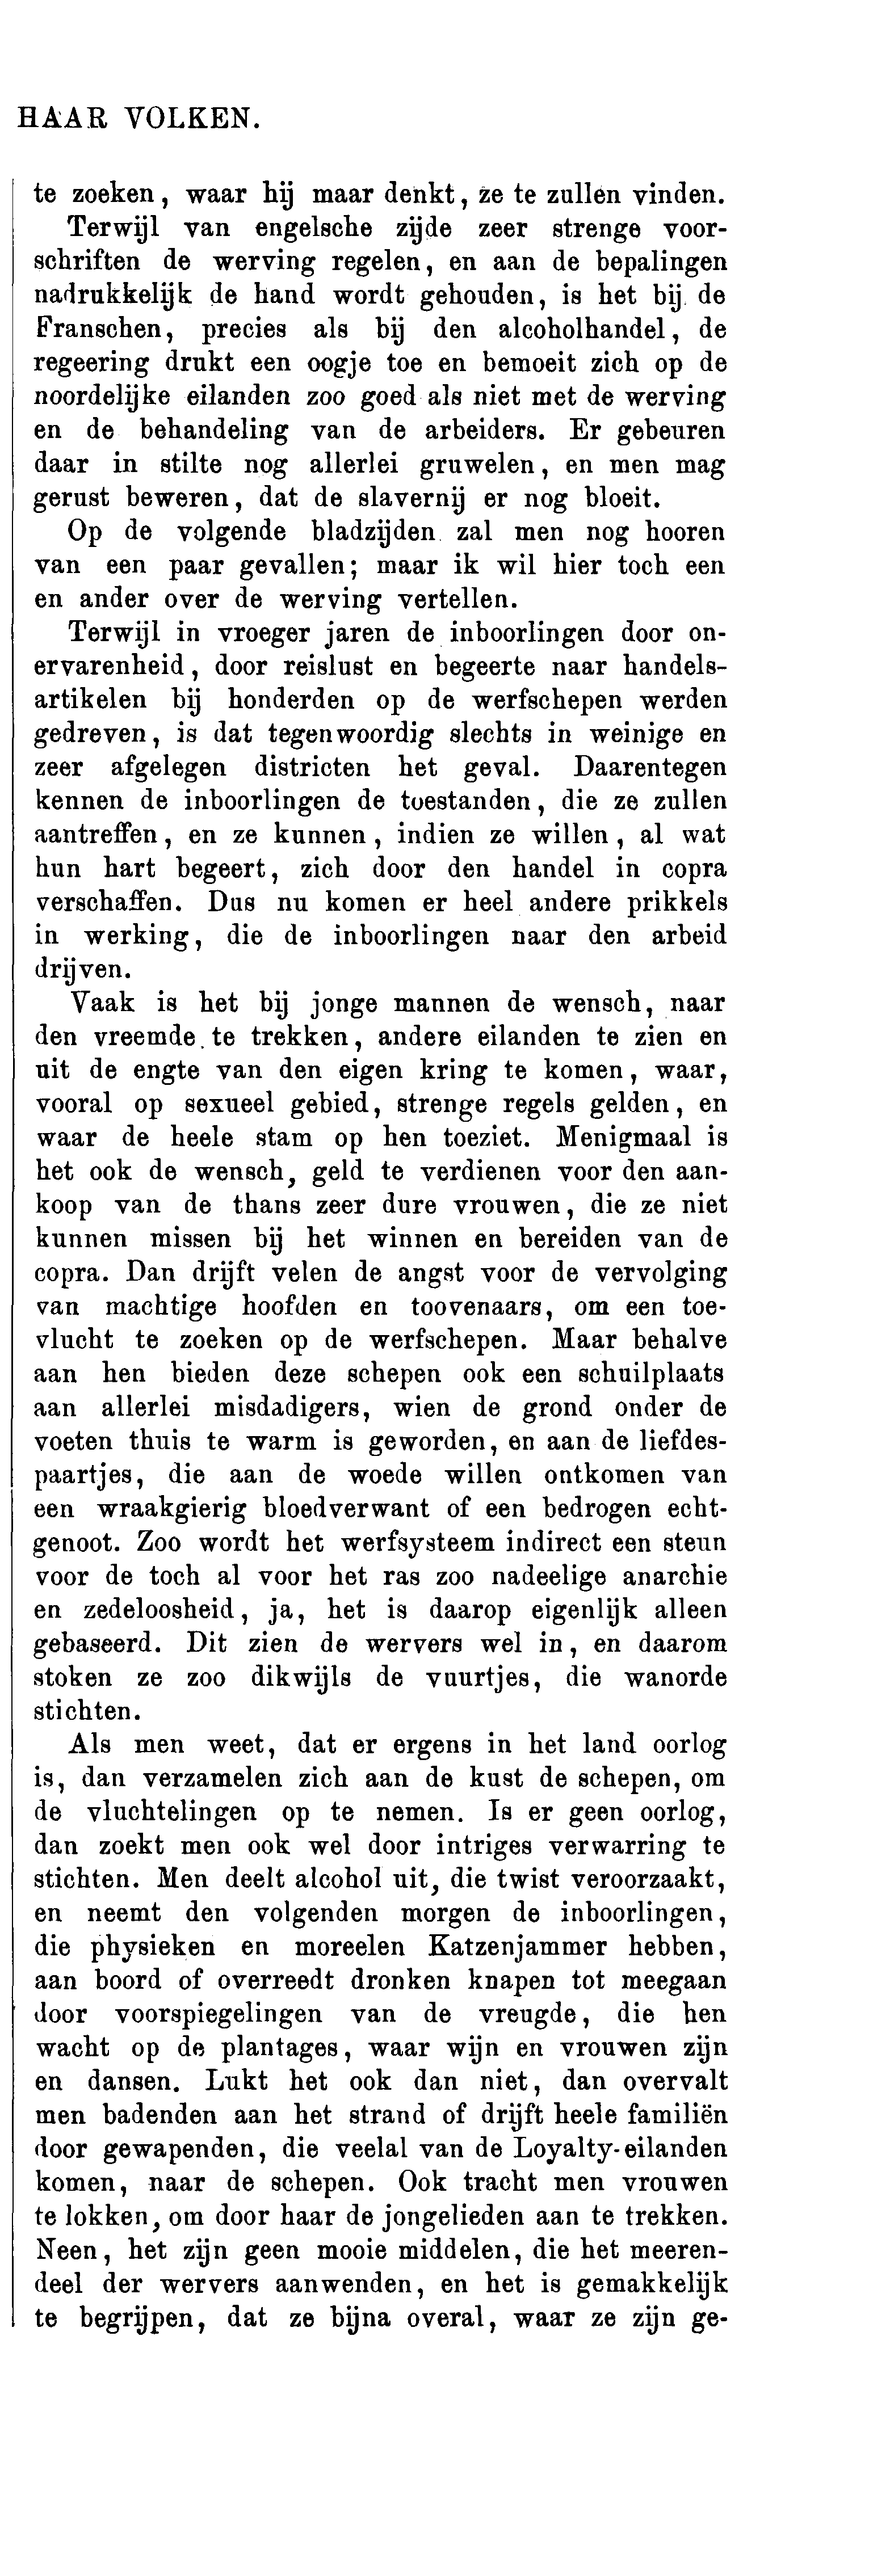 HAAR VOLKEN.
te zoeken, waar hij maar denkt, ze te zullen vinden.
Terwijl van engelsche zijde zeer strenge voor-
schriften de werving regelen, en aan de bepalingen
nadrukkelijk de hand wordt gehouden, is het bij de
Franschen, precies als bij den alcoholhandel, de
regeering drukt een oogje toe en bemoeit zich op de
noordelijke eilanden zoo goed als niet met de werving
en de behandeling van de arbeiders. Er gebeuren
daar in stilte nog allerlei gruwelen, en men mag
gerust beweren, dat de slavernij er nog bloeit.
Op de volgende bladzijden zal men nog hooren
van een paar gevallen; maar ik wil hier toch een
en ander over de werving vertellen.
Terwijl in vroeger jaren de inboorlingen door on-
ervarenheid, door reislust en begeerte naar handels-
artikelen bij honderden op de werfschepen werden
gedreven, is dat tegenwoordig slechts in weinige en
zeer afgelegen districten het geval. Daarentegen
kennen de inboorlingen de toestanden, die ze zullen
aantreffen, en ze kunnen, indien ze willen, al wat
hun hart begeert, zich door den handel in copra
verschaffen. Dus nu komen er heel andere prikkels
in werking, die de inboorlingen naar den arbeid
drijven.
Vaak is het bij jonge mannen de wensch, naar
den vreemde te trekken, andere eilanden te zien en
uit de engte van den eigen kring te komen, waar,
vooral op sexueel gebied, strenge regels gelden, en
waar de heele stam op hen toeziet. Menigmaal is
het ook de wensch, geld te verdienen voor den aan-
koop van de thans zeer dure vrouwen, die ze niet
kunnen missen bij het winnen en bereiden van de
copra. Dan drijft velen de angst voor de vervolging
van machtige hoofden en toovenaars, om een toe-
vlucht te zoeken op de werfschepen. Maar behalve
aan hen bieden deze schepen ook een schuilplaats
aan allerlei misdadigers, wien de grond onder de
voeten thuis te warm is geworden, en aan de liefdes-
paartjes, die aan de woede willen ontkomen van
een wraakgierig bloedverwant of een bedrogen echt-
genoot. Zoo wordt het werfsysteem indirect een steun
voor de toch al voor het ras zoo nadeelige anarchie
en zedeloosheid, ja, het is daarop eigenlijk alleen
gebaseerd. Dit zien de wervers wel in, en daarom
stoken ze zoo dikwijls de vuurtjes, die wanorde
stichten.
Als men weet, dat er ergens in het land oorlog
is, dan verzamelen zich aan de kust de schepen, om
de vluchtelingen op te nemen. Is er geen oorlog,
dan zoekt men ook wel door intriges verwarring te
stichten. Men deelt alcohol uit, die twist veroorzaakt,
en neemt den volgenden morgen de inboorlingen,
die physieken en moreelen Katzenjammer hebben,
aan boord of overreedt dronken knapen tot meegaan
door voorspiegelingen van de vreugde, die hen
wacht op de plantages, waar wijn en vrouwen zijn
en dansen. Lukt het ook dan niet, dan overvalt
men badenden aan het strand of drijft heele familiën
door gewapenden, die veelal van de Loyalty-eilanden
komen, naar de schepen. Ook tracht men vrouwen
te lokken, om door haar de jongelieden aan te trekken.
Neen, het zijn geen mooie middelen, die het meeren-
deel der wervers aanwenden, en het is gemakkelijk
te begrijpen, dat ze bijna overal, waar ze zijn ge-